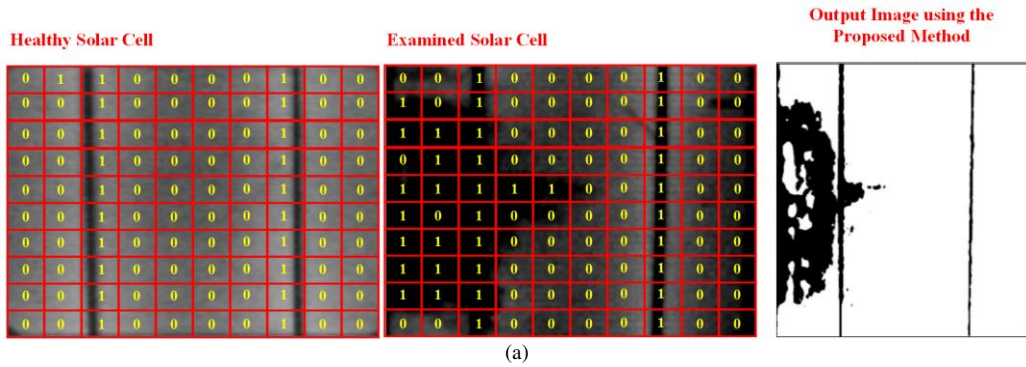 Healthy Solar Cell
0 1 1 0 0 0 0 1 0 0
0 0 1 0 0 0 0 1 0 0
0 0 1 0 0 0 0 1 0 0
0 0 1 0 0 0 0 1 0 0
0 0 1 0 0 0 0 1 0 0
0 0 1 0 0 0 0 1 0 0
0 0 1 0 0 0 0 1 0 0
0 0 1 0 0 0 0 1 0 0
0 0 1 0 0 0 0 1 0 0
0 0 1 0 0 0 0 1 0 0
Examined Solar Cell
0 0 1 0 0 0 0 1 0 0
1 0 1 0 0 0 0 1 0 0
1 1 1 0 0 0 0 1 0 0
0 1 1 0 0 0 0 1 0 0
1 1 1 1 1 0 0 1 0 0
1 0 1 0 0 0 0 1 0 0
1 1 1 0 0 0 0 1 0 0
1 1 1 0 0 0 0 1 0 0
1 1 1 0 0 0 0 1 0 0
0 0 1 0 0 0 0 1 0 0
Output Image using the
Proposed Method
(a)